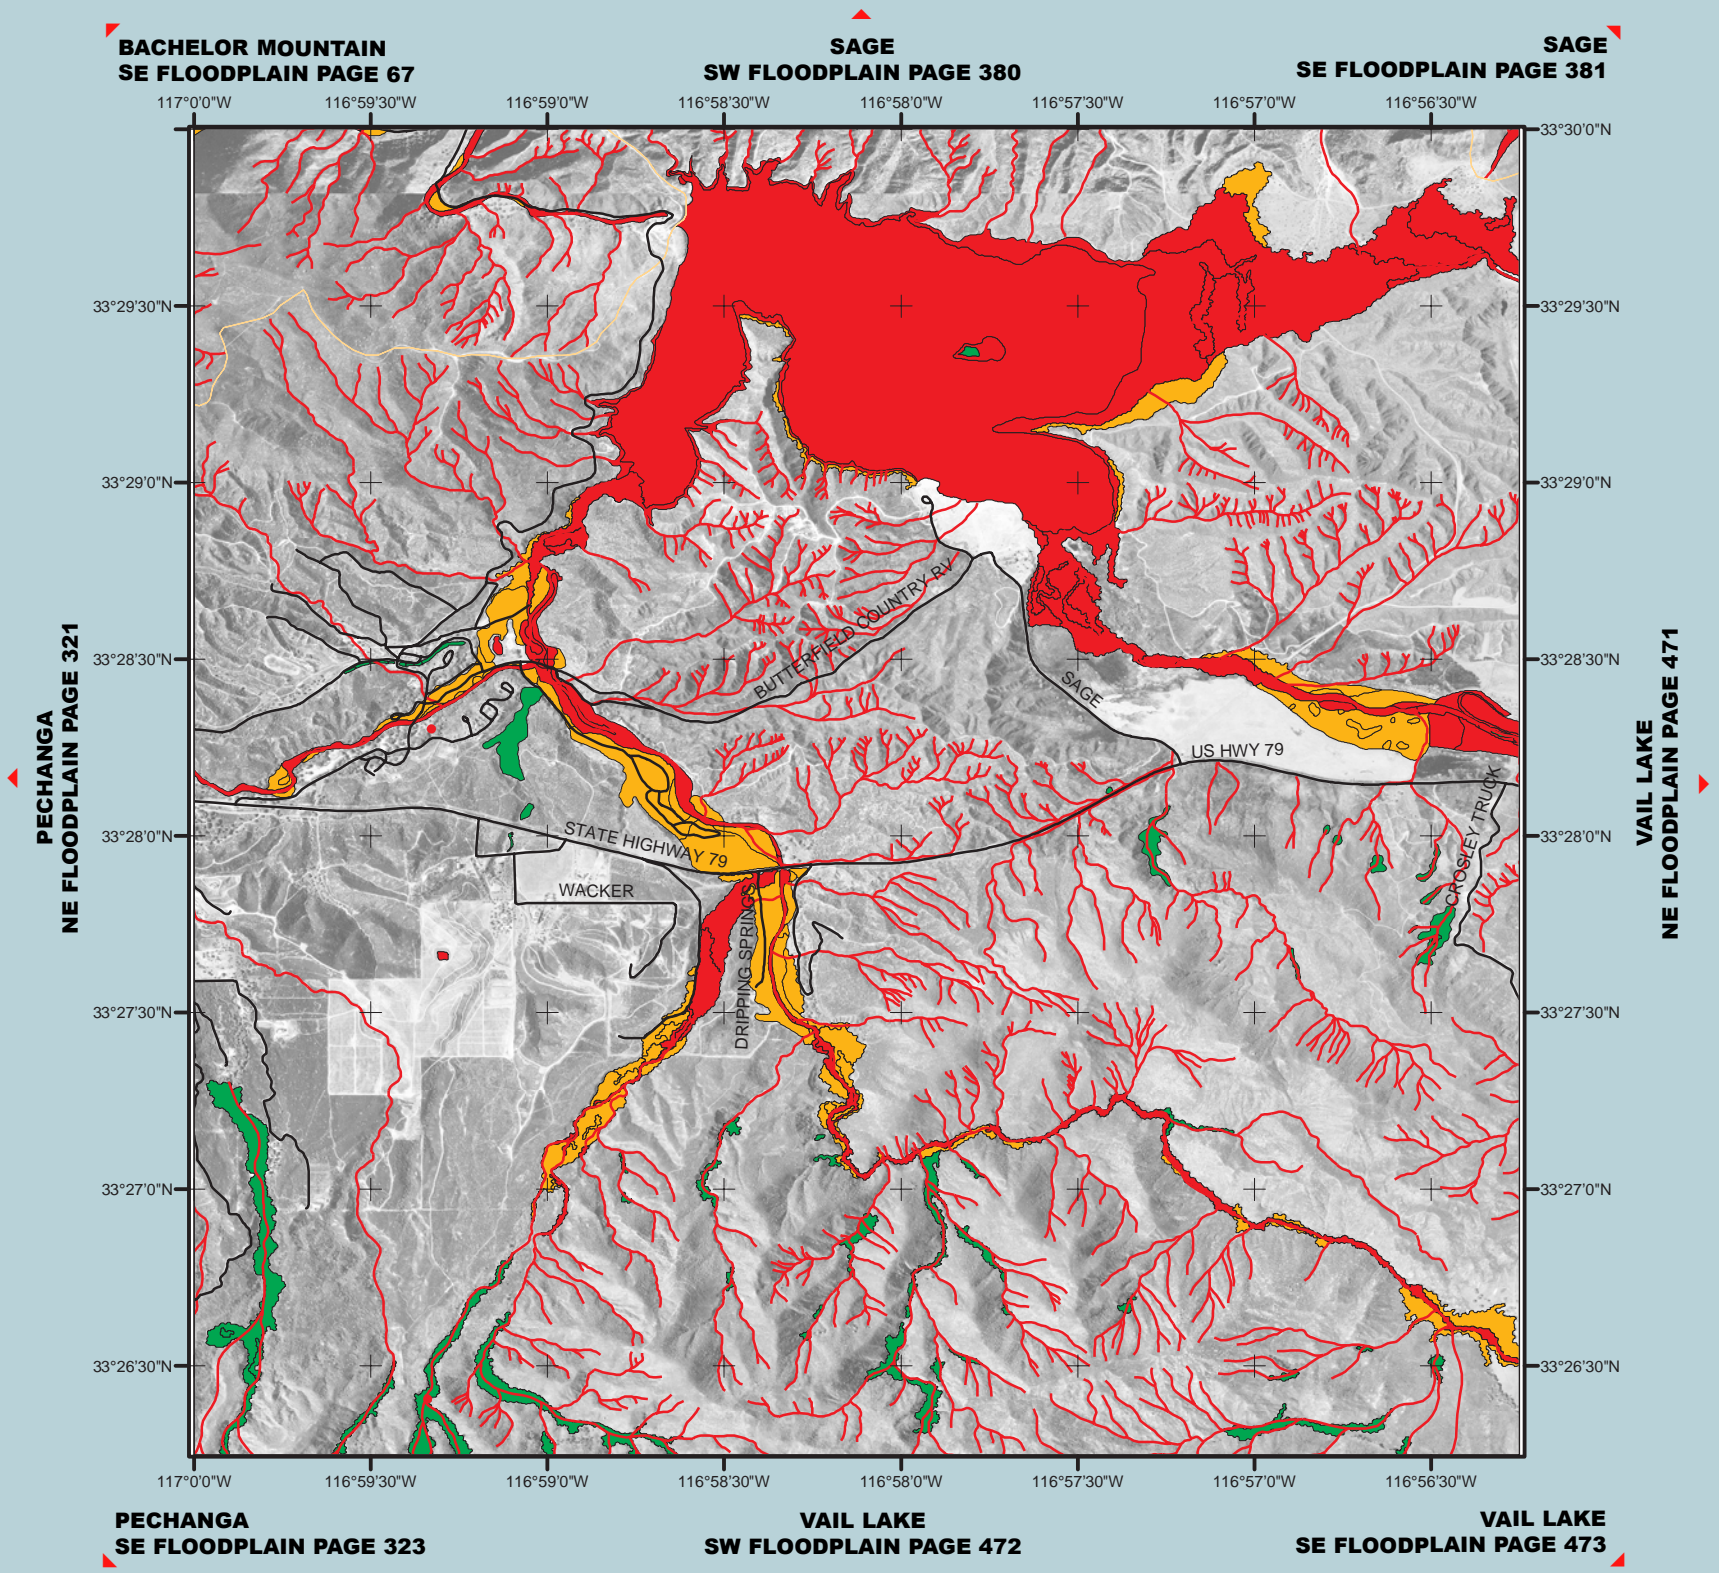 BACHELOR MOUNTAIN
SE FLOODPLAIN PAGE 67
SAGE
SW FLOODPLAIN PAGE 380
SAGE
SE FLOODPLAIN PAGE 381
117°0'0"W
116°59'30"W
116°59'0"W
116°58'30"W
116°58'0"W
116°57'30"W
116°57'0"W
116°56'30"W
33°30'0"N
33°30'0"N
33°29'30"N
33°29'30"N
33°29'0"N
33°29'0"N
BUTTERFIELD COUNTRY RV
33°28'30"N
33°28'30"N
SAGE
PECHANGA
NE FLOODPLAIN PAGE 321
VAIL LAKE
NE FLOODPLAIN PAGE 471
US HWY 79
CROSLEY TRUCK
33°28'0"N
33°28'0"N
STATE HIGHWAY 79
WACKER
DRIPPING SPRINGS
33°27'30"N
33°27'30"N
33°27'0"N
33°27'0"N
33°26'30"N
33°26'30"N
117°0'0"W
116°59'30"W
116°59'0"W
116°58'30"W
116°58'0"W
116°57'30"W
116°57'0"W
116°56'30"W
PECHANGA
SE FLOODPLAIN PAGE 323
VAIL LAKE
SW FLOODPLAIN PAGE 472
VAIL LAKE
SE FLOODPLAIN PAGE 473